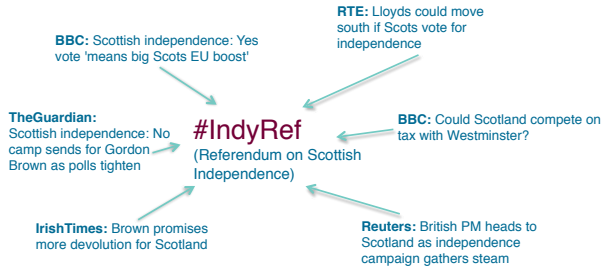 RTE: Lloyds could move
south if Scots vote for
independence
BBC: Scottish independence: Yes
vote 'means big Scots EU boost'
TheGuardian:
Scottish independence: No
camp sends for Gordon
Brown as polls tighten
#IndyRef
(Referendum on Scottish
Independence)
BBC: Could Scotland compete on
tax with Westminster?
IrishTimes: Brown promises
more devolution for Scotland
Reuters: British PM heads to
Scotland as independence
campaign gathers steam